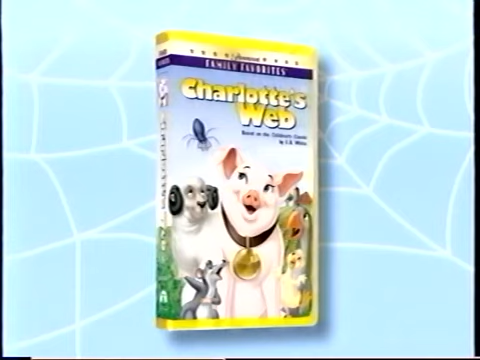 FAMILY FAVORITES
Charlotte's
Web
Based on the Children's Classic
by E.B. White